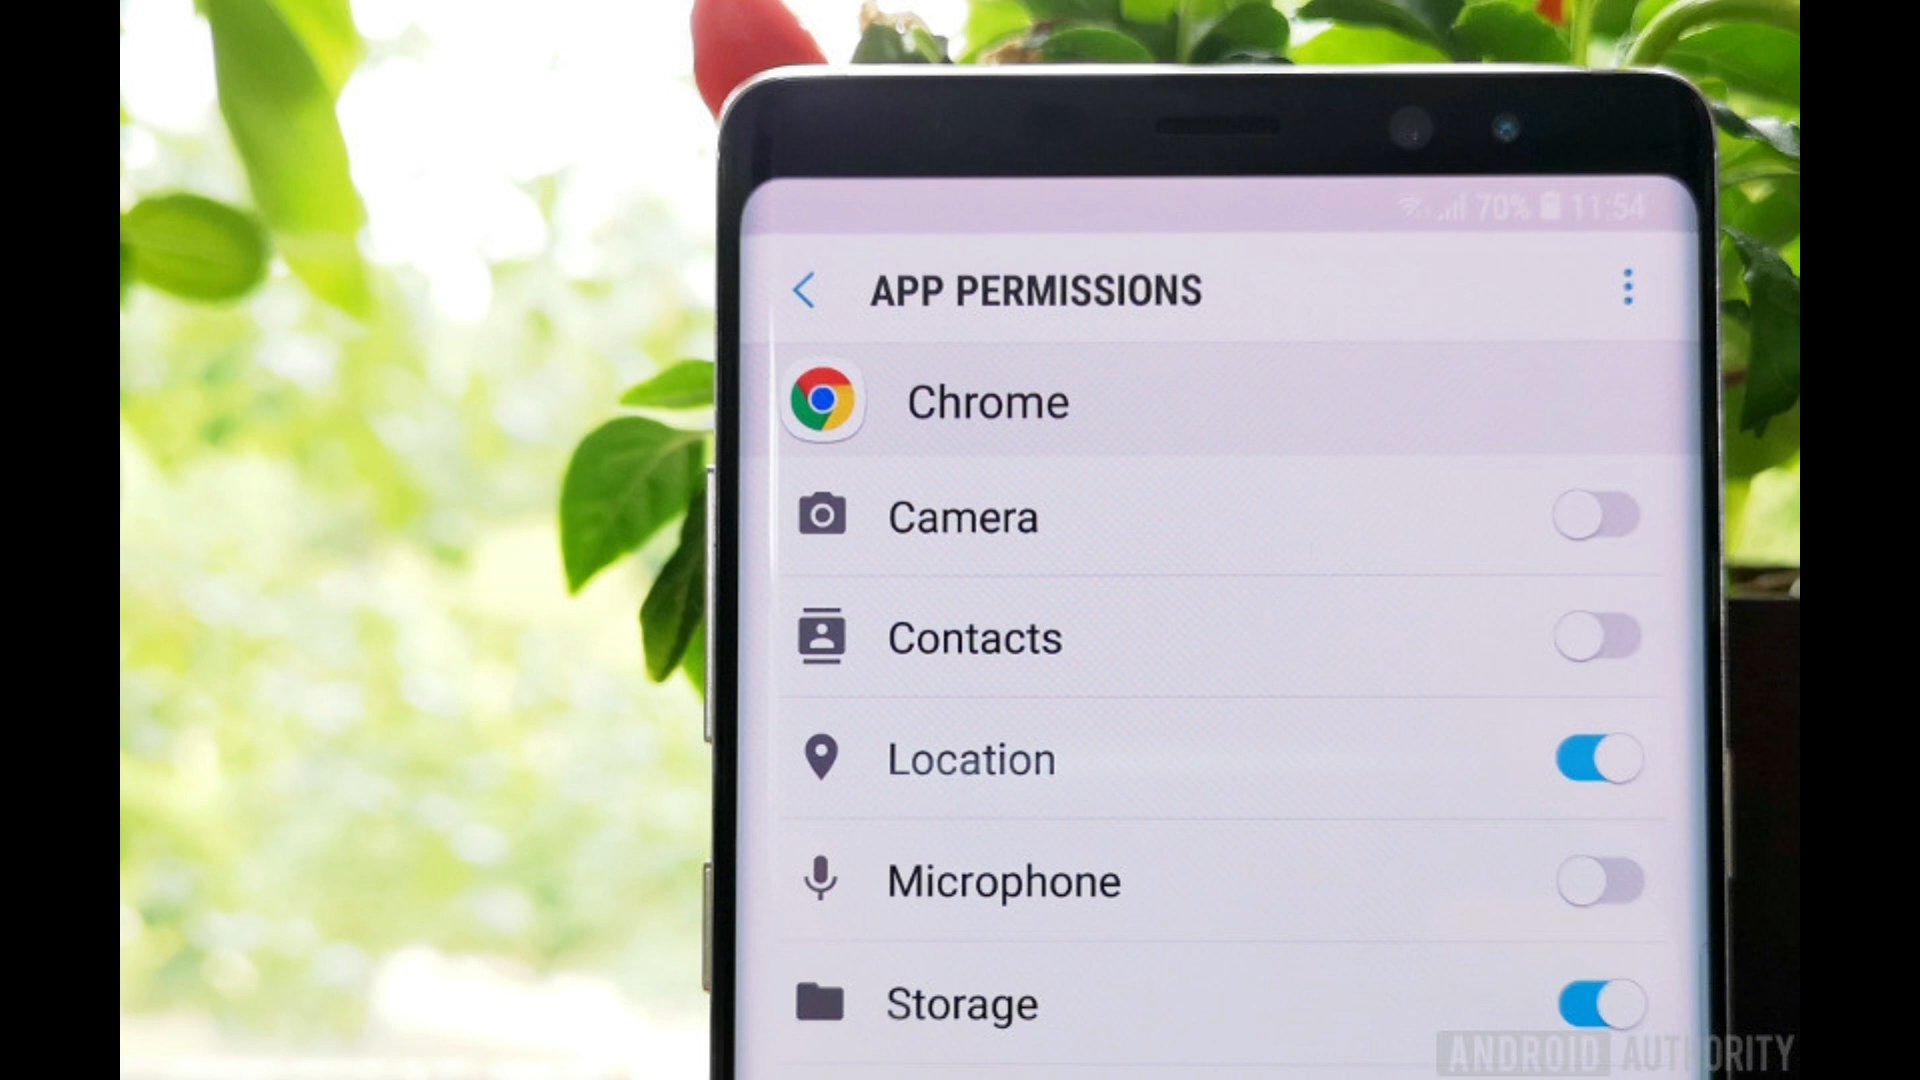 70% 11:54
APP PERMISSIONS
Chrome
Camera
Contacts
Location
Microphone
Storage
ANDROID AUTHORITY